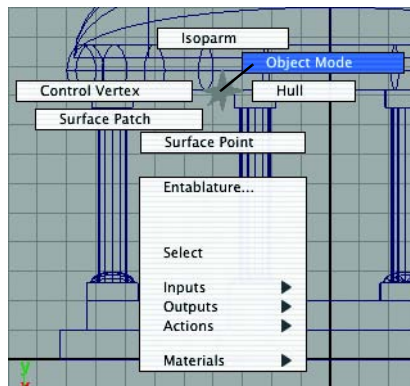 Isoparm
Object Mode
Control Vertex
Hull
Surface Patch
Surface Point
Entablature...
Select
Inputs
Outputs
Actions
Materials
y
x